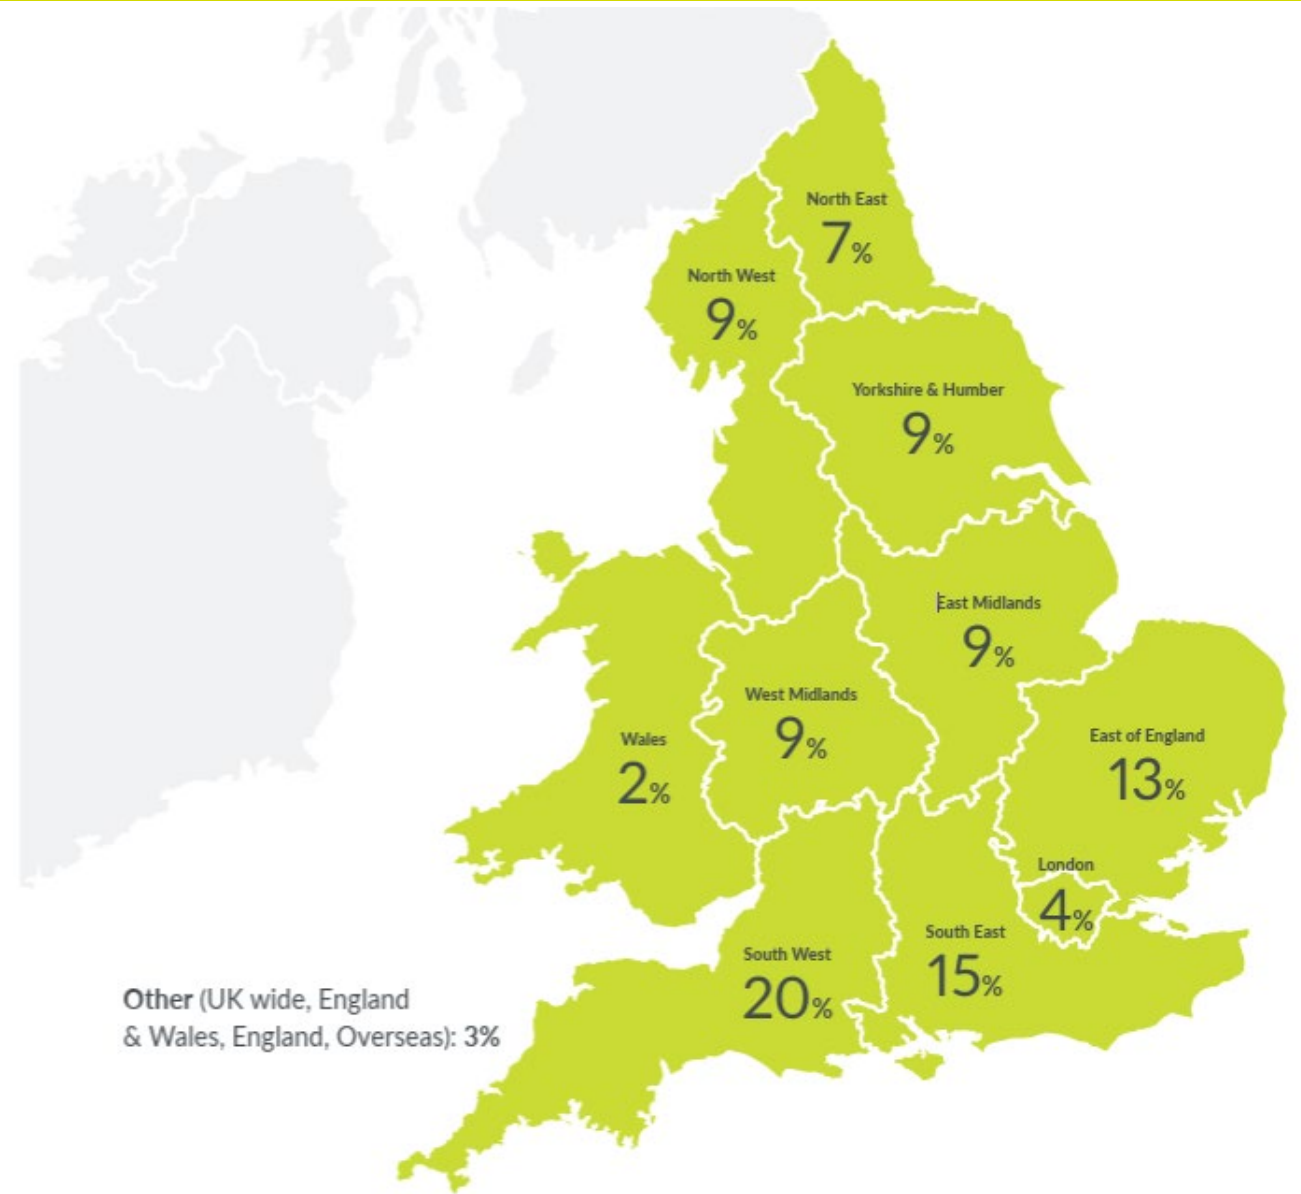 North East
7%
North West
9%
Yorkshire & Humber
9%
East Midlands
9%
West Midlands
9%
Wales
2%
East of England
13%
London
4%
South East
15%
South West
20%
Other (UK wide, England
& Wales, England, Overseas): 3%